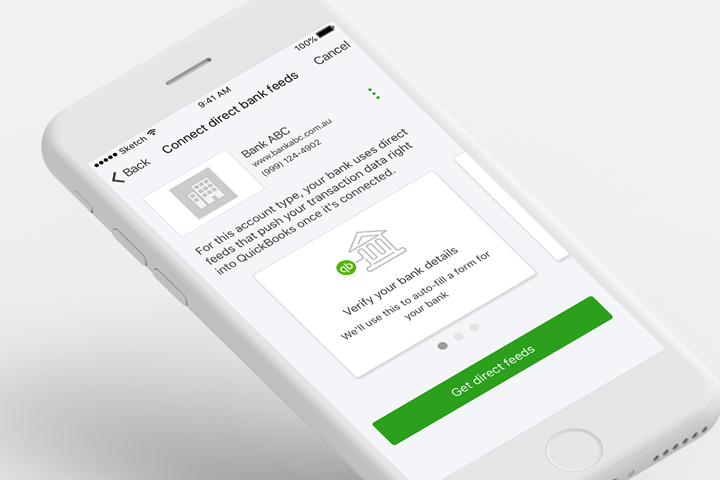 Sketch 9:41 AM 100%
Back Connect direct bank feeds Cancel
Bank ABC
www.bankabc.com.au
(999) 124-4902
For this account type, your bank uses direct
feeds that push your transaction data right
into QuickBooks once it's connected.
qb
Verify your bank details
We'll use this to auto-fill a form for
your bank
Get direct feeds